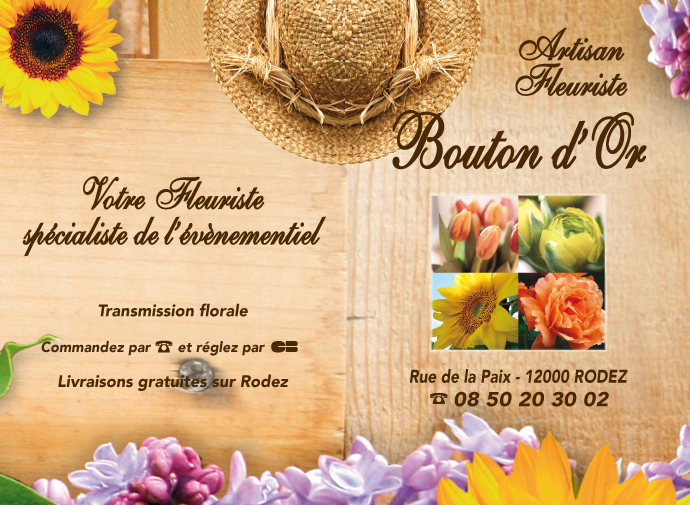 Votre Fleuriste
spécialiste de l'évènementiel
Transmission florale
Commandez par ☎ et réglez par CB
Livraisons gratuites sur Rodez
Artisan
Fleuriste
Bouton d'Or
Rue de la Paix - 12000 RODEZ
☎ 08 50 20 30 02